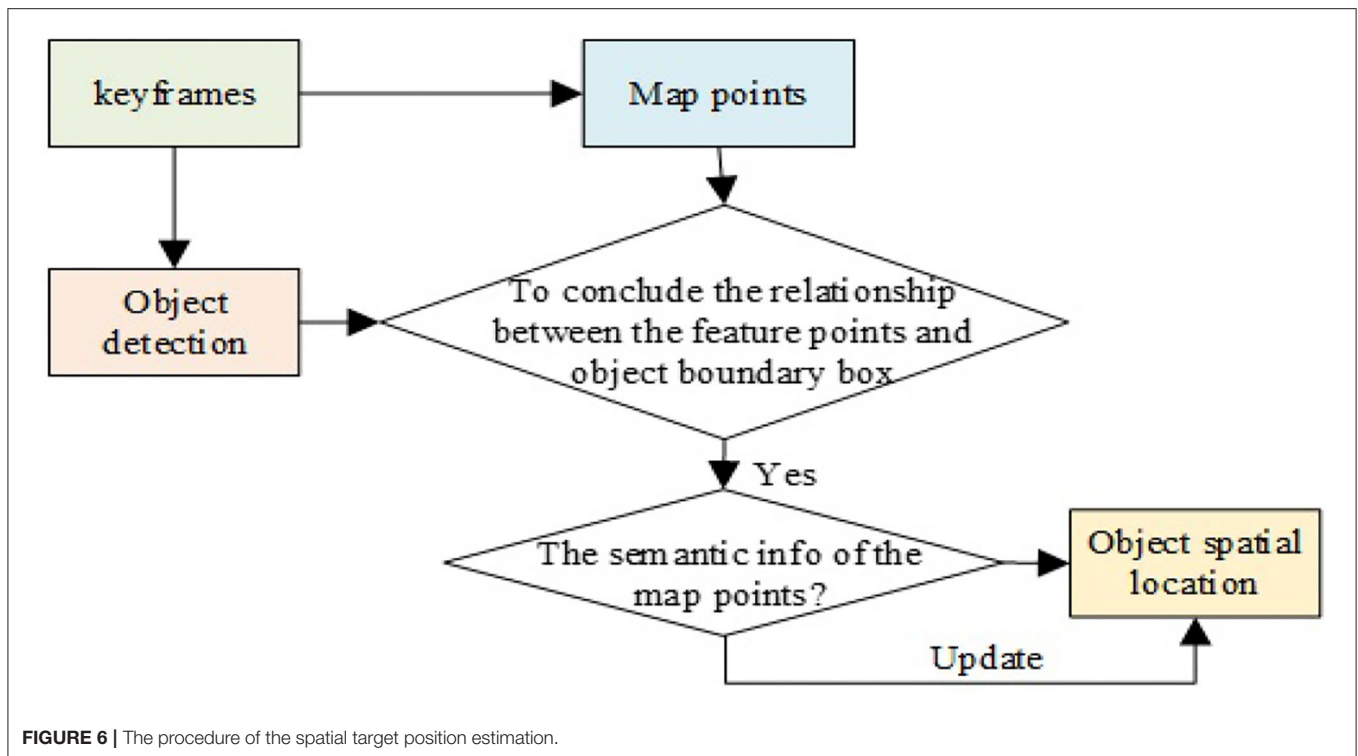 keyframes
Map points
Object
detection
To conclude the relationship
between the feature points and
object boundary box
Yes
The semantic info of the
map points?
Object spatial
location
Update
FIGURE 6 | The procedure of the spatial target position estimation.